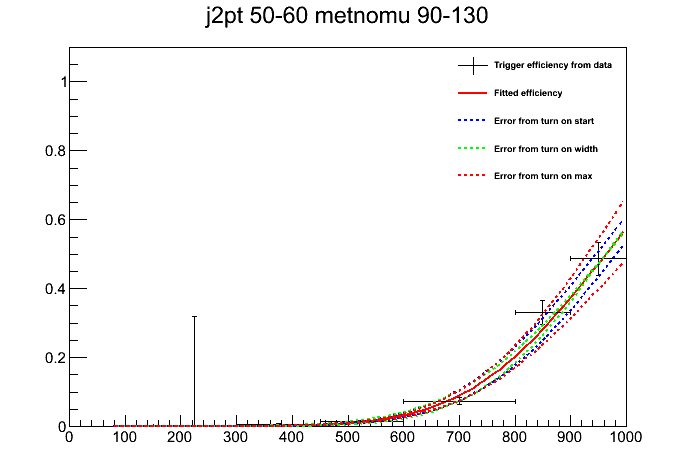 j2pt 50-60 metnomu 90-130
Trigger efficiency from data
Fitted efficiency
Error from turn on start
Error from turn on width
Error from turn on max
1
0.8
0.6
0.4
0.2
0
0 100 200 300 400 500 600 700 800 900 1000